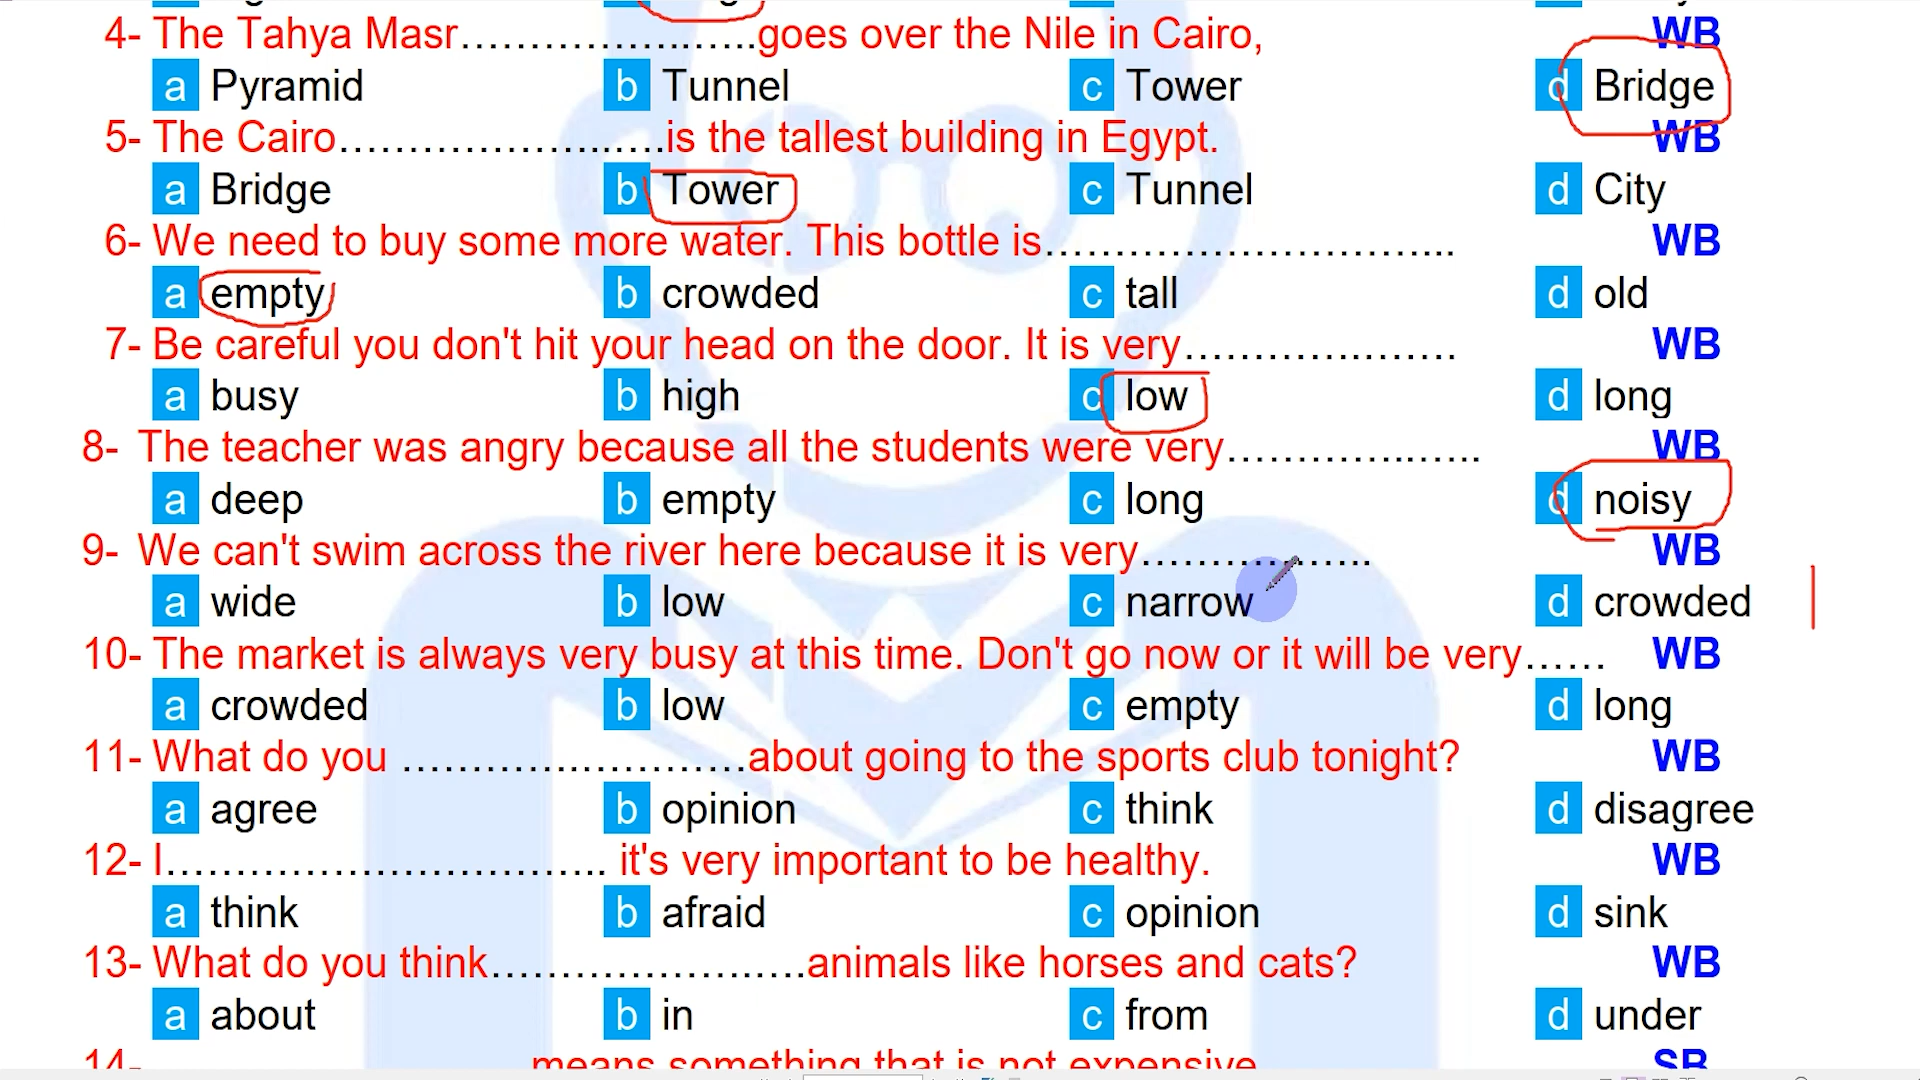 4- The Tahya Masr……………….…..goes over the Nile in Cairo, WB
a Pyramid b Tunnel c Tower d Bridge
5- The Cairo………………..…..is the tallest building in Egypt. WB
a Bridge b Tower c Tunnel d City
6- We need to buy some more water. This bottle is………………………….... WB
a empty b crowded c tall d old
7- Be careful you don't hit your head on the door. It is very…………..……. WB
a busy b high c low d long
8- The teacher was angry because all the students were very…………..….. WB
a deep b empty c long d noisy
9- We can't swim across the river here because it is very…………….. WB
a wide b low c narrow d crowded
10- The market is always very busy at this time. Don't go now or it will be very…… WB
a crowded b low c empty d long
11- What do you …………..…………about going to the sports club tonight? WB
a agree b opinion c think d disagree
12- I………………………….. it's very important to be healthy. WB
a think b afraid c opinion d sink
13- What do you think……………….….animals like horses and cats? WB
a about b in c from d under
14- means something that is not expensive SB